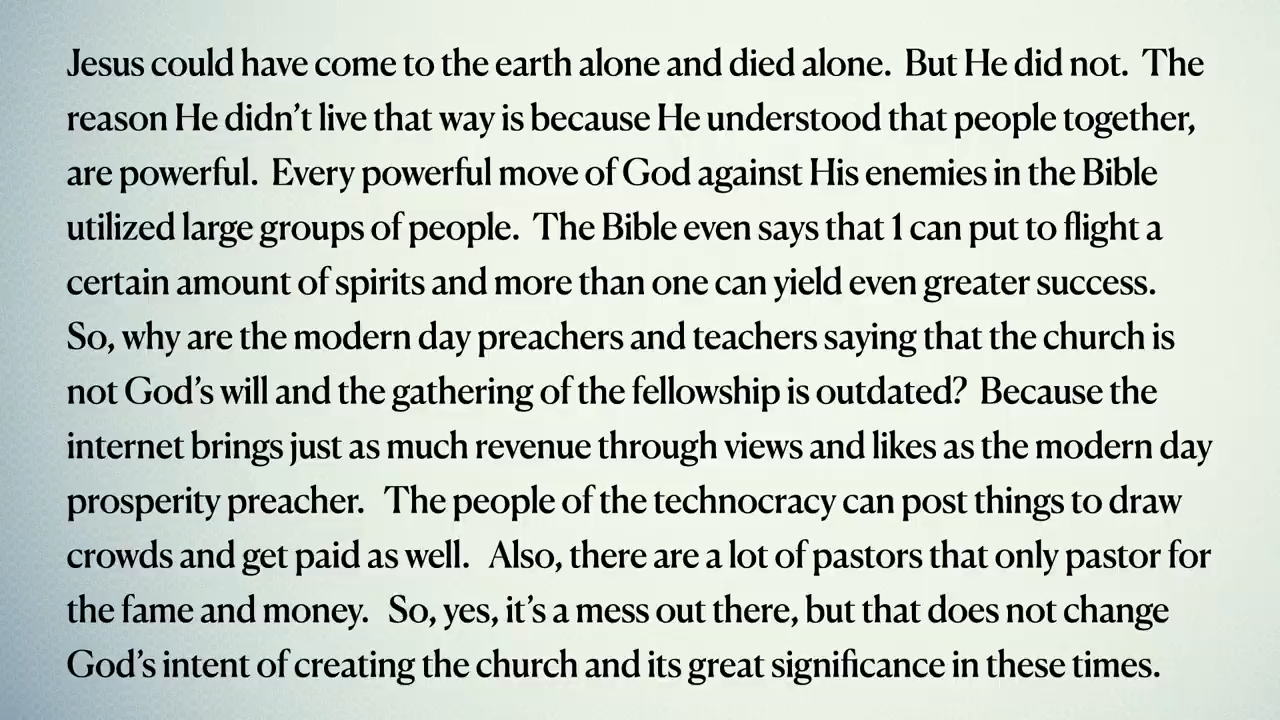 Jesus could have come to the earth alone and died alone.  But He did not.  The
reason He didn’t live that way is because He understood that people together,
are powerful.  Every powerful move of God against His enemies in the Bible
utilized large groups of people.  The Bible even says that 1 can put to flight a
certain amount of spirits and more than one can yield even greater success.
So, why are the modern day preachers and teachers saying that the church is
not God’s will and the gathering of the fellowship is outdated?  Because the
internet brings just as much revenue through views and likes as the modern day
prosperity preacher.   The people of the technocracy can post things to draw
crowds and get paid as well.   Also, there are a lot of pastors that only pastor for
the fame and money.   So, yes, it’s a mess out there, but that does not change
God’s intent of creating the church and its great significance in these times.